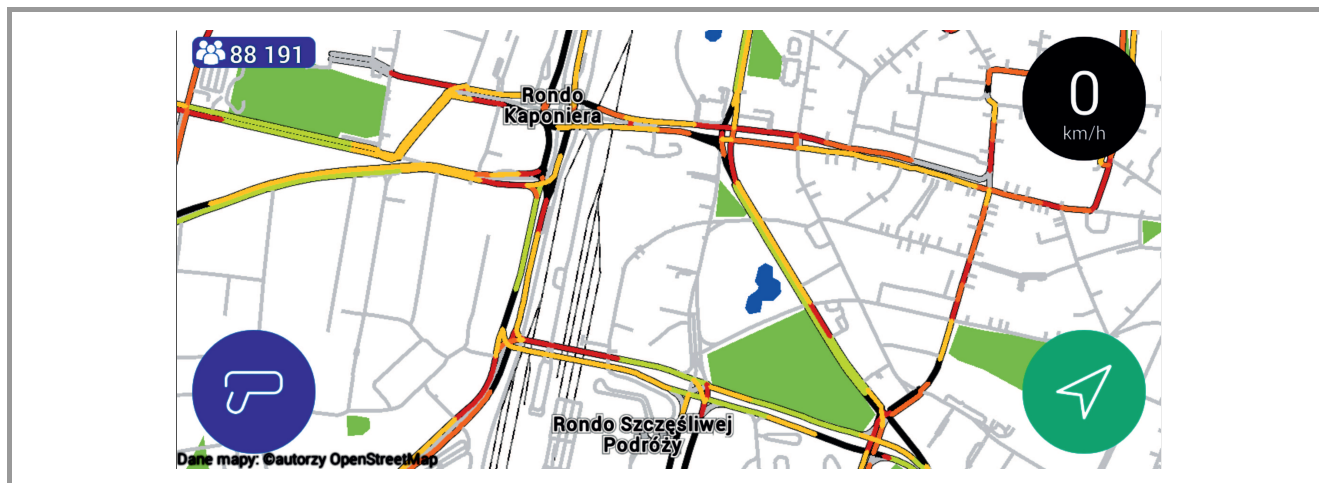 88 191
Rondo
Kaponiera
0
km/h
Rondo Szczęśliwej
Podróży
Dane mapy: ©autorzy OpenStreetMap